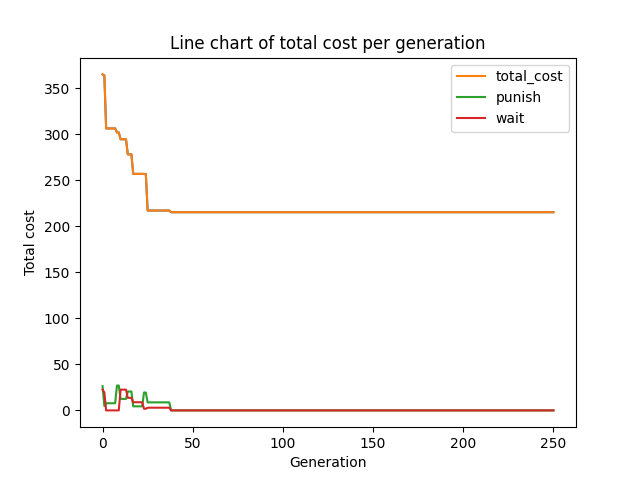 Line chart of total cost per generation
total_cost
punish
wait
Total cost
350
300
250
200
150
100
50
0
0 50 100 150 200 250
Generation